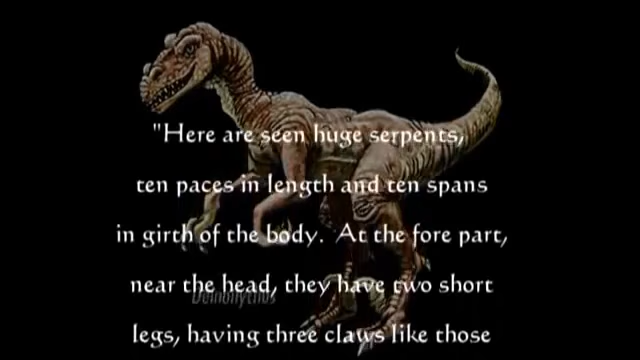 "Here are seen huge serpents,
ten paces in length and ten spans
in girth of the body. At the fore part,
near the head, they have two short
legs, having three claws like those